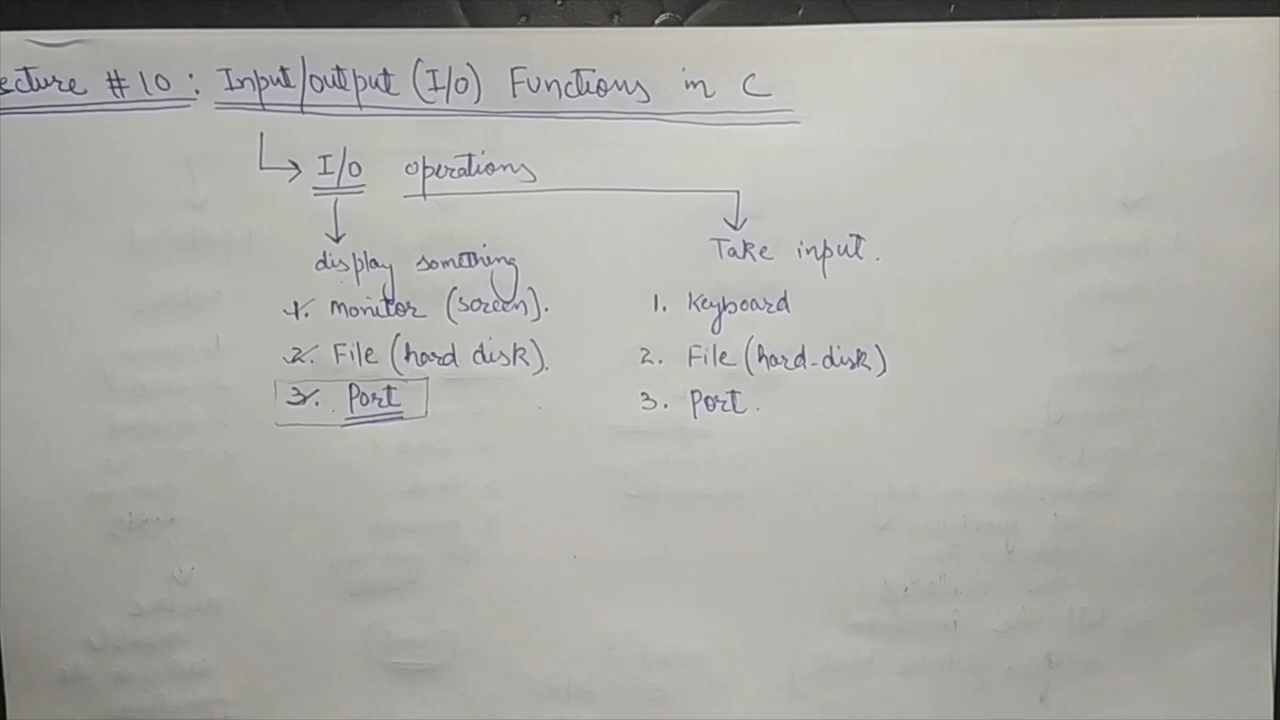 ecture # 10 : Input/output (I/O) Functions in C
I/O operations
display something
1. Monitor (screen).
2. File (hard disk).
3. Port
Take input.
1. Keyboard
2. File (hard-disk)
3. Port.